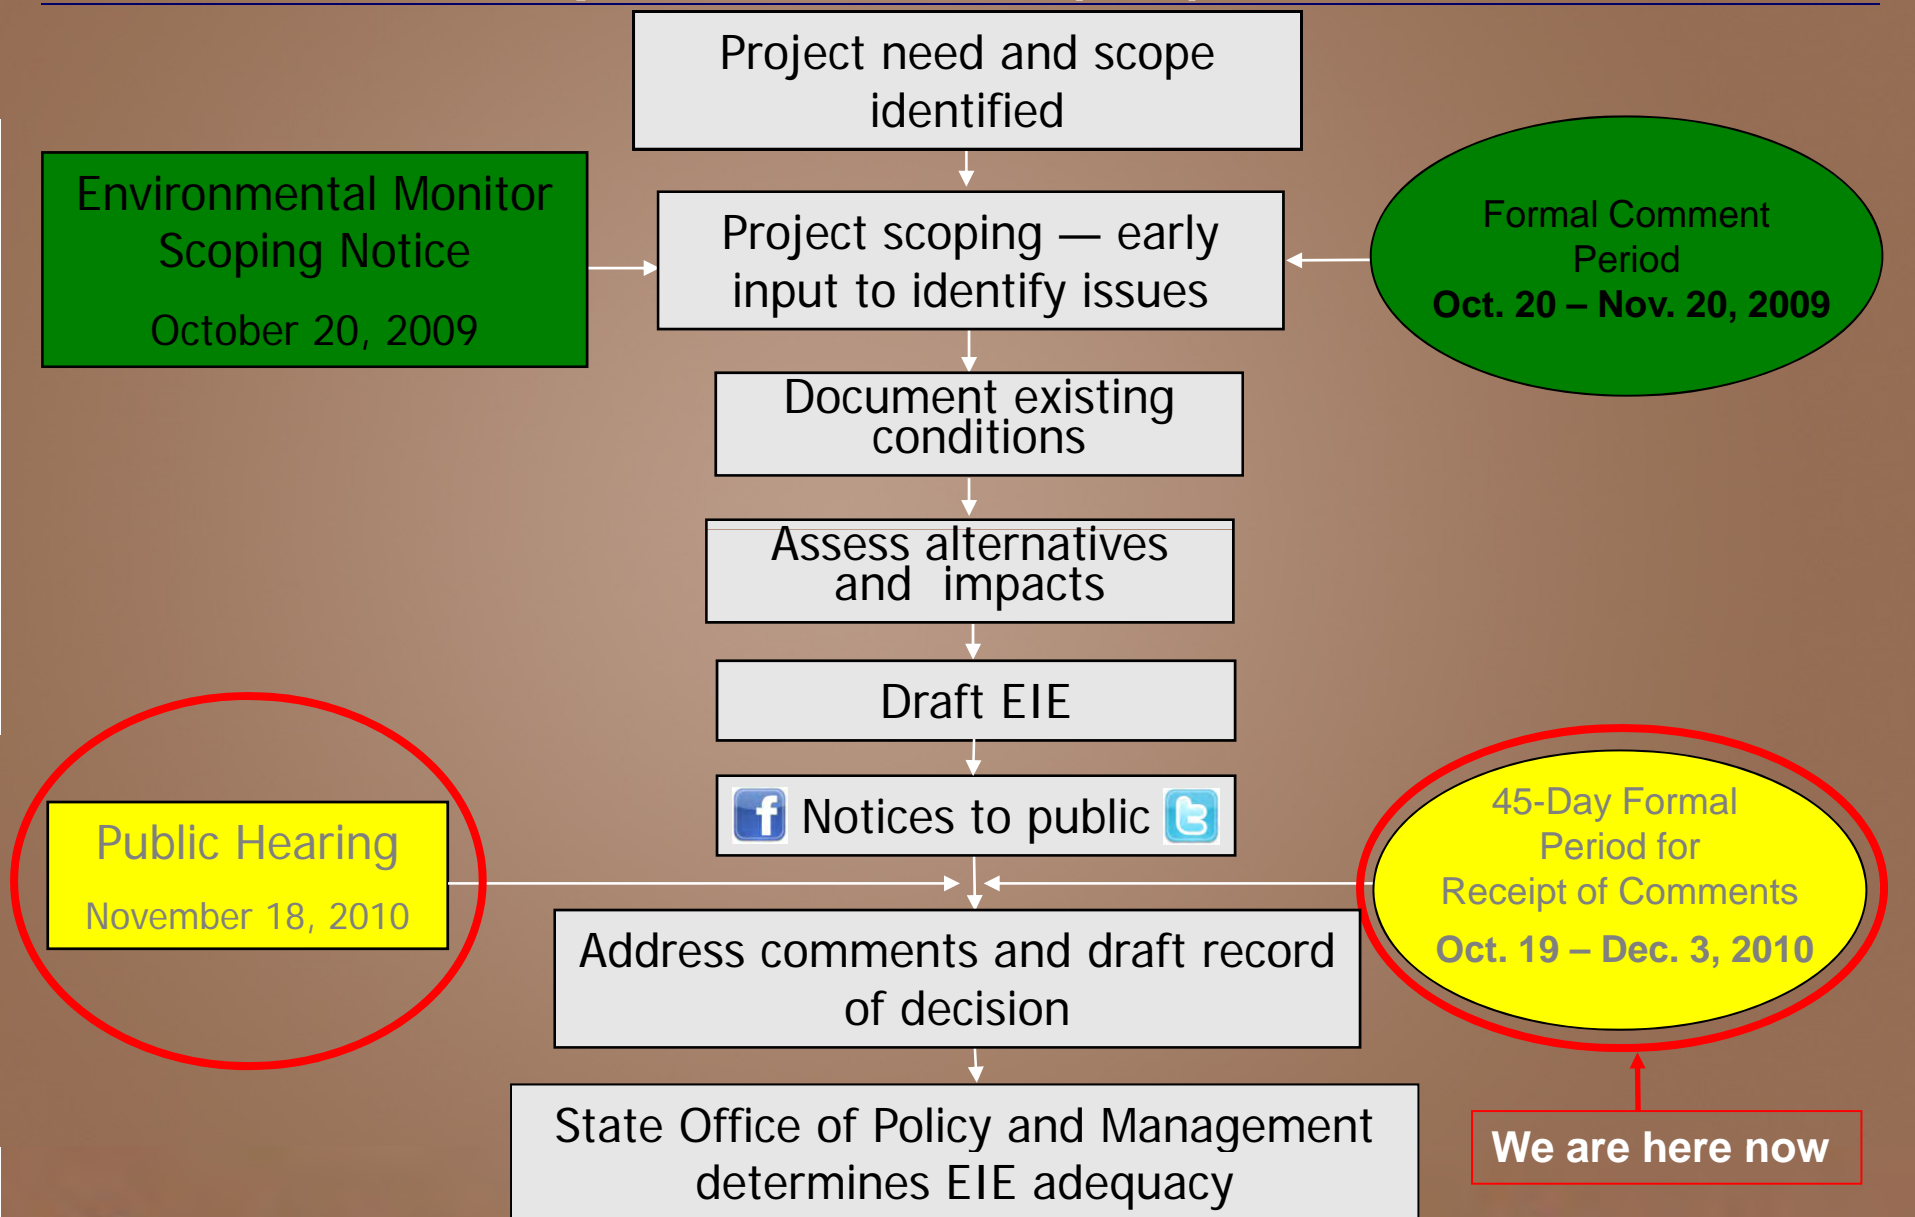 Project need and scope
identified
Environmental Monitor
Scoping Notice
October 20, 2009
Project scoping — early
input to identify issues
Formal Comment
Period
Oct. 20 – Nov. 20, 2009
Document existing
conditions
Assess alternatives
and impacts
Draft EIE
f Notices to public t
Public Hearing
November 18, 2010
45-Day Formal
Period for
Receipt of Comments
Oct. 19 – Dec. 3, 2010
Address comments and draft record
of decision
State Office of Policy and Management
determines EIE adequacy
We are here now